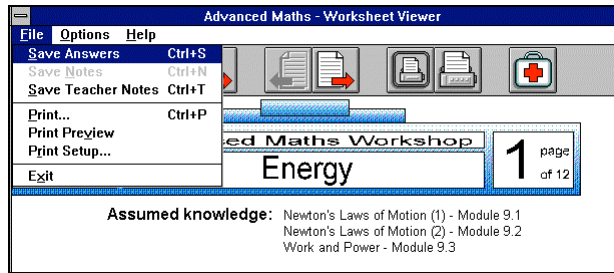 Advanced Maths - Worksheet Viewer
File Options Help
Save Answers Ctrl+S
Save Notes Ctrl+N
Save Teacher Notes Ctrl+T
Print... Ctrl+P
Print Preview
Print Setup...
Exit
Maths Workshop
Energy
1 page
of 12
Assumed knowledge: Newton's Laws of Motion (1) - Module 9.1
Newton's Laws of Motion (2) - Module 9.2
Work and Power - Module 9.3